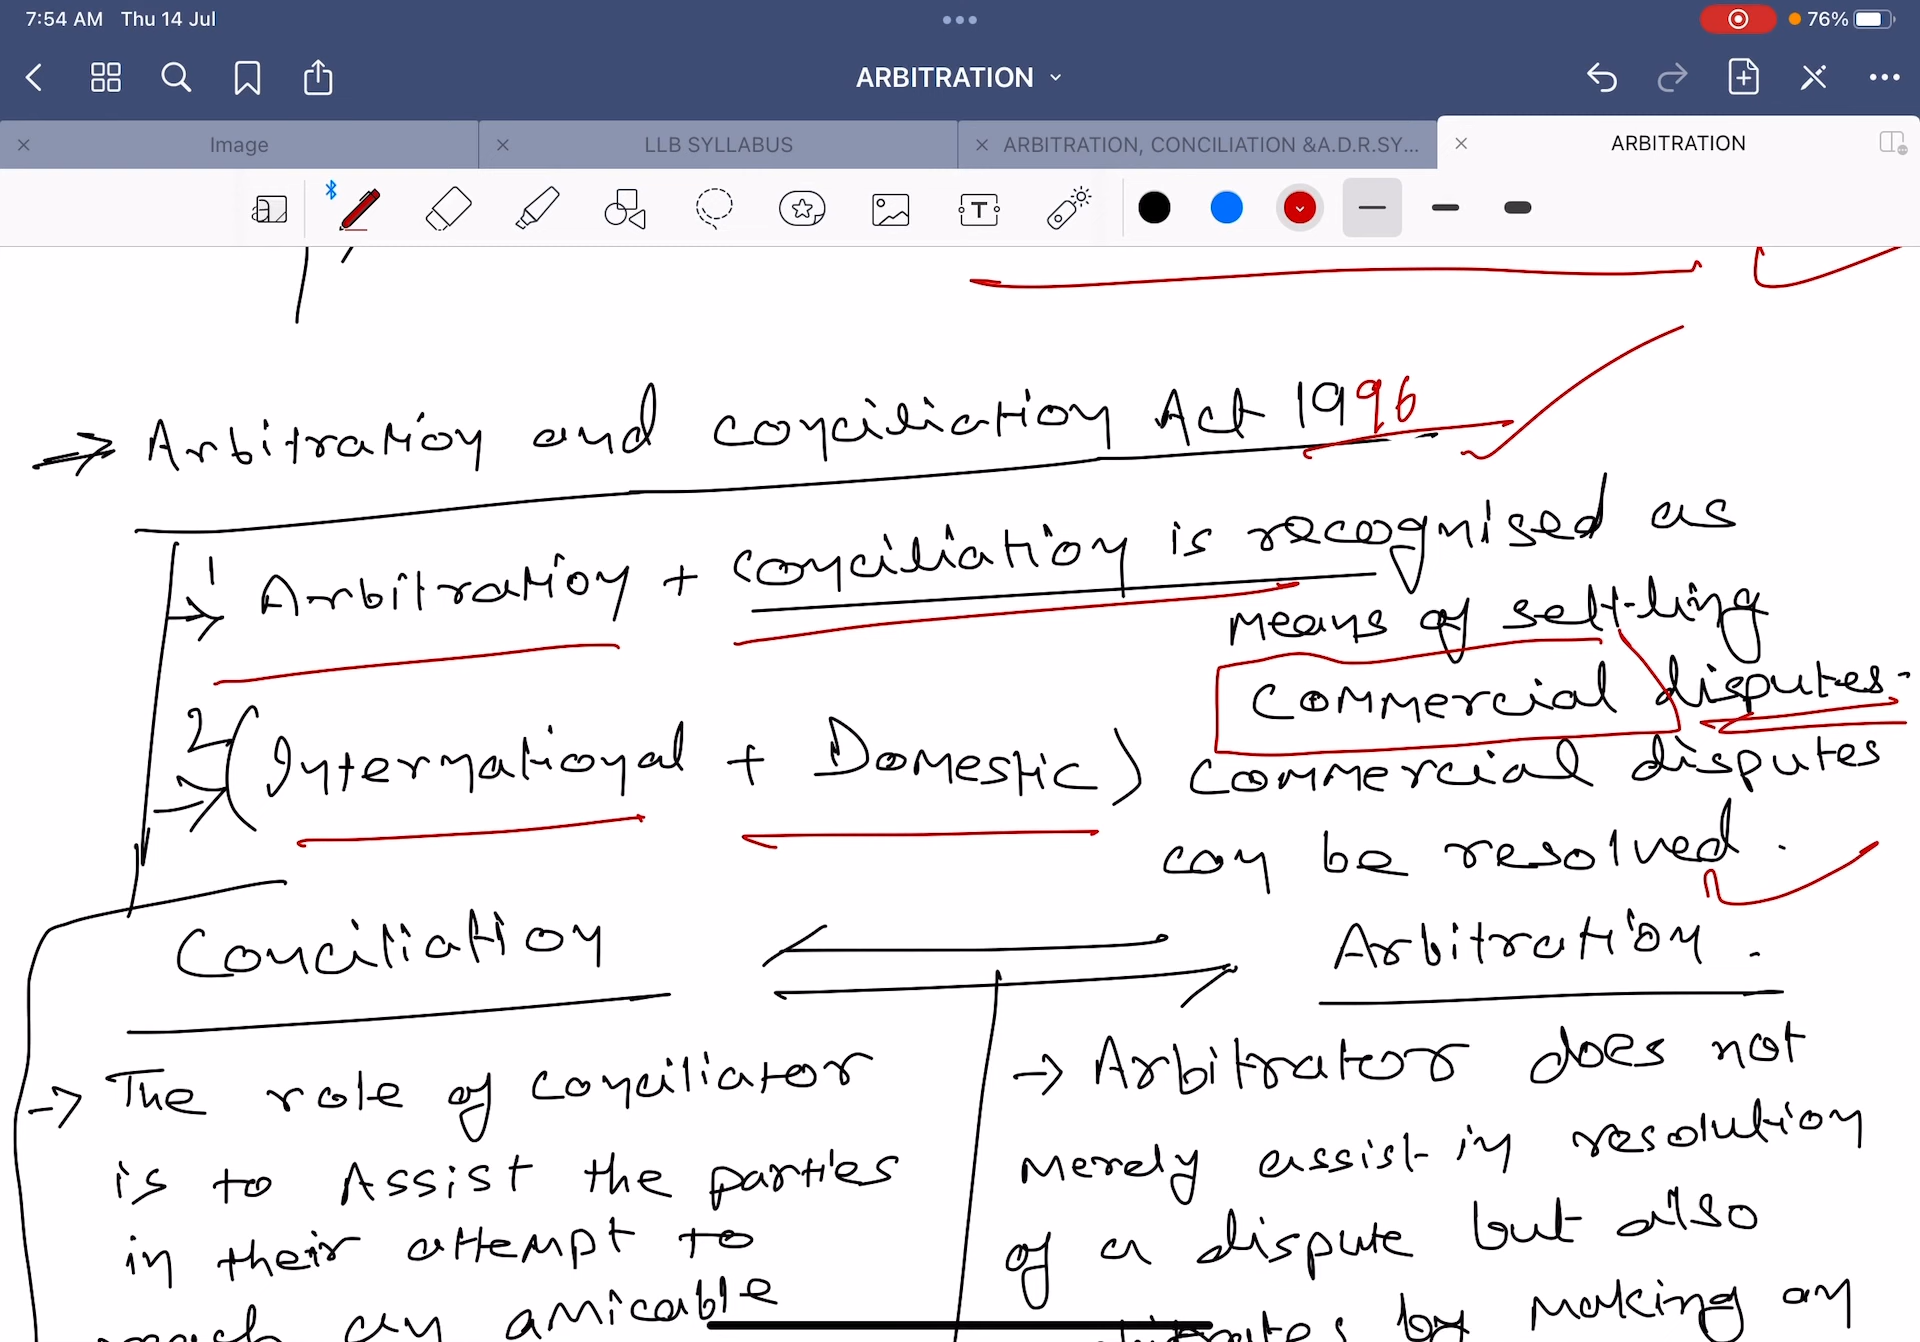 7:54 AM Thu 14 Jul
76%
ARBITRATION
Image
LLB SYLLABUS
ARBITRATION, CONCILIATION &A.D.R.SY...
ARBITRATION
T
→ Arbitration and conciliation Act 1996
1 → Arbitration + conciliation is recognised as
means of settling
commercial disputes.
2 → (International + Domestic) commercial disputes
can be resolved.
Conciliation
Arbitration.
→ The role of conciliator
is to Assist the parties
in their attempt to
reach an amicable
→ Arbitrator does not
merely assist in resolution
of a dispute but also
by making an